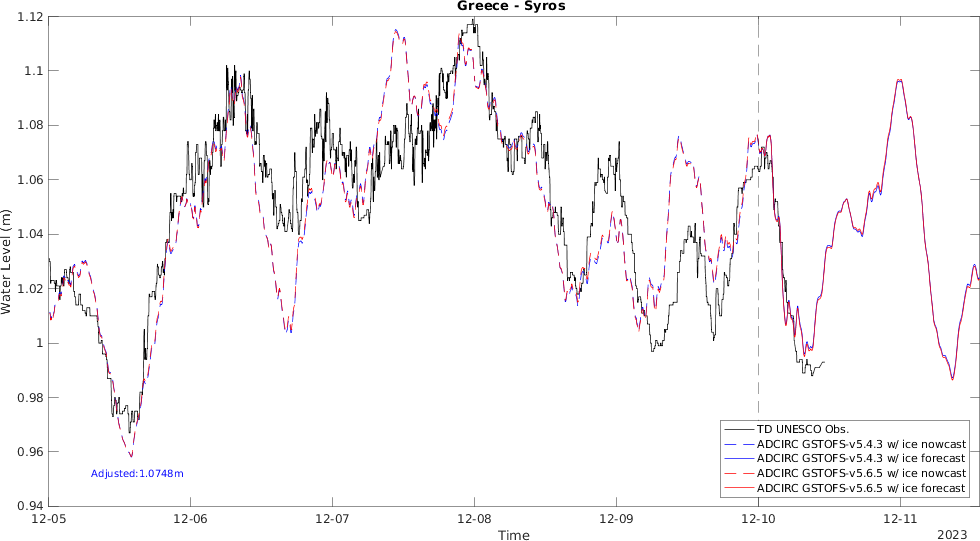 Greece - Syros
1.12
1.1
1.08
1.06
1.04
1.02
1
0.98
0.96
0.94
Water Level (m)
Adjusted:1.0748m
TD UNESCO Obs.
ADCIRC GSTOFS-v5.4.3 w/ ice nowcast
ADCIRC GSTOFS-v5.4.3 w/ ice forecast
ADCIRC GSTOFS-v5.6.5 w/ ice nowcast
ADCIRC GSTOFS-v5.6.5 w/ ice forecast
12-05 12-06 12-07 12-08 12-09 12-10 12-11
Time
2023